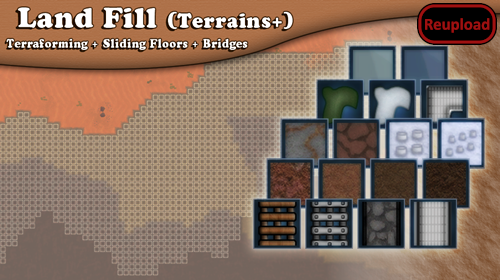 Land Fill (Terrains+)
Reupload
Terraforming + Sliding Floors + Bridges